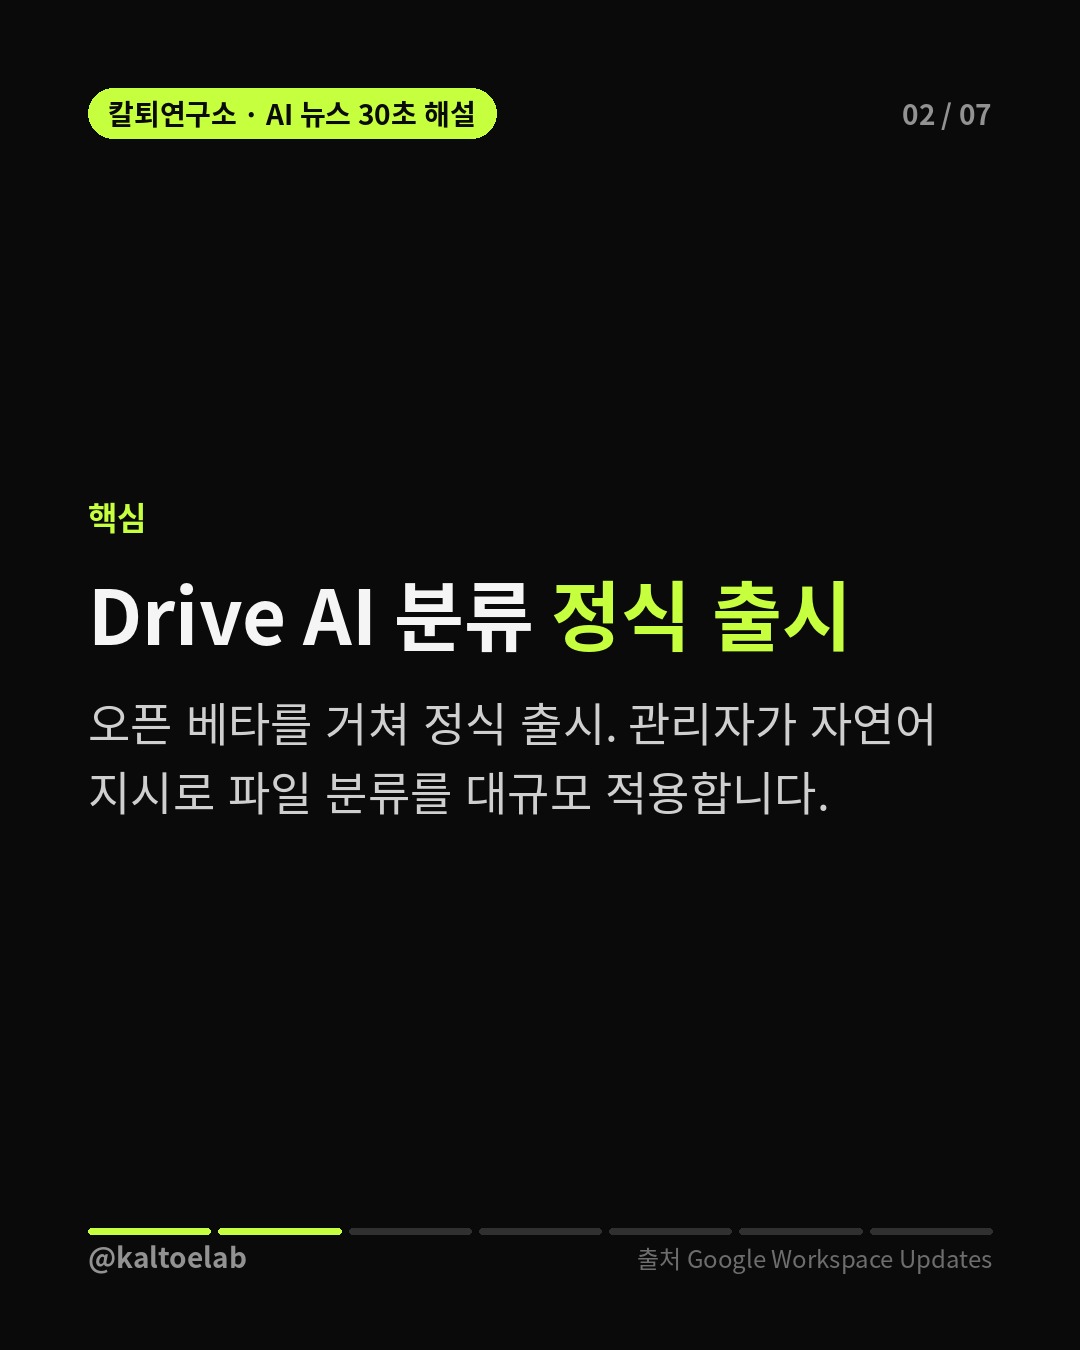 칼퇴연구소 · AI 뉴스 30초 해설
02 / 07
핵심
Drive AI 분류 정식 출시
오픈 베타를 거쳐 정식 출시. 관리자가 자연어
지시로 파일 분류를 대규모 적용합니다.
@kaltoelab
출처 Google Workspace Updates